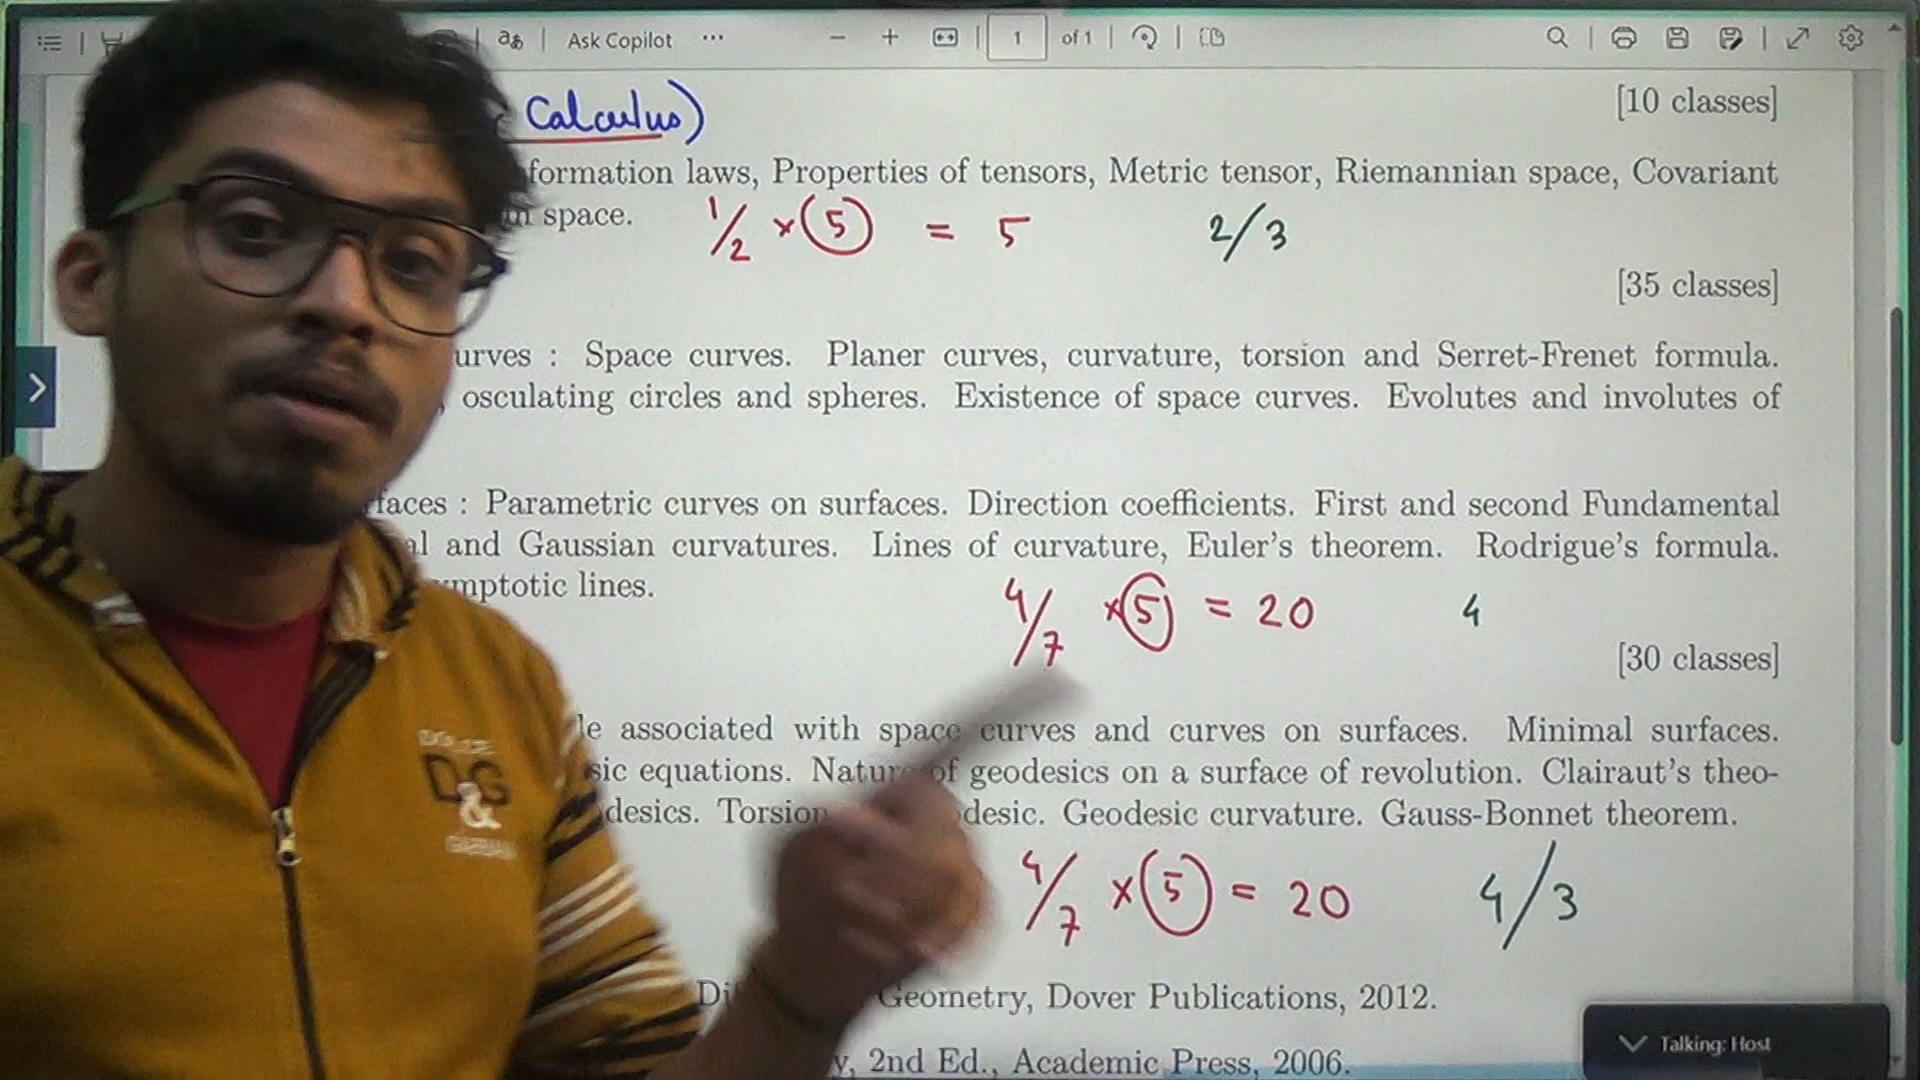 Ask Copilot ... 1 of 1
Calculus)
[10 classes]
formation laws, Properties of tensors, Metric tensor, Riemannian space, Covariant
space. 1/2 × (5) = 5 2/3
[35 classes]
urves : Space curves. Planer curves, curvature, torsion and Serret-Frenet formula.
, osculating circles and spheres. Existence of space curves. Evolutes and involutes of
faces : Parametric curves on surfaces. Direction coefficients. First and second Fundamental
al and Gaussian curvatures. Lines of curvature, Euler's theorem. Rodrigue's formula.
mptotic lines.
4/7 × (5) = 20 4
[30 classes]
le associated with space curves and curves on surfaces. Minimal surfaces.
sic equations. Nature of geodesics on a surface of revolution. Clairaut's theo-
desics. Torsion desic. Geodesic curvature. Gauss-Bonnet theorem.
4/7 × (5) = 20 4/3
Geometry, Dover Publications, 2012.
y, 2nd Ed., Academic Press, 2006.
Talking: Host
D&G